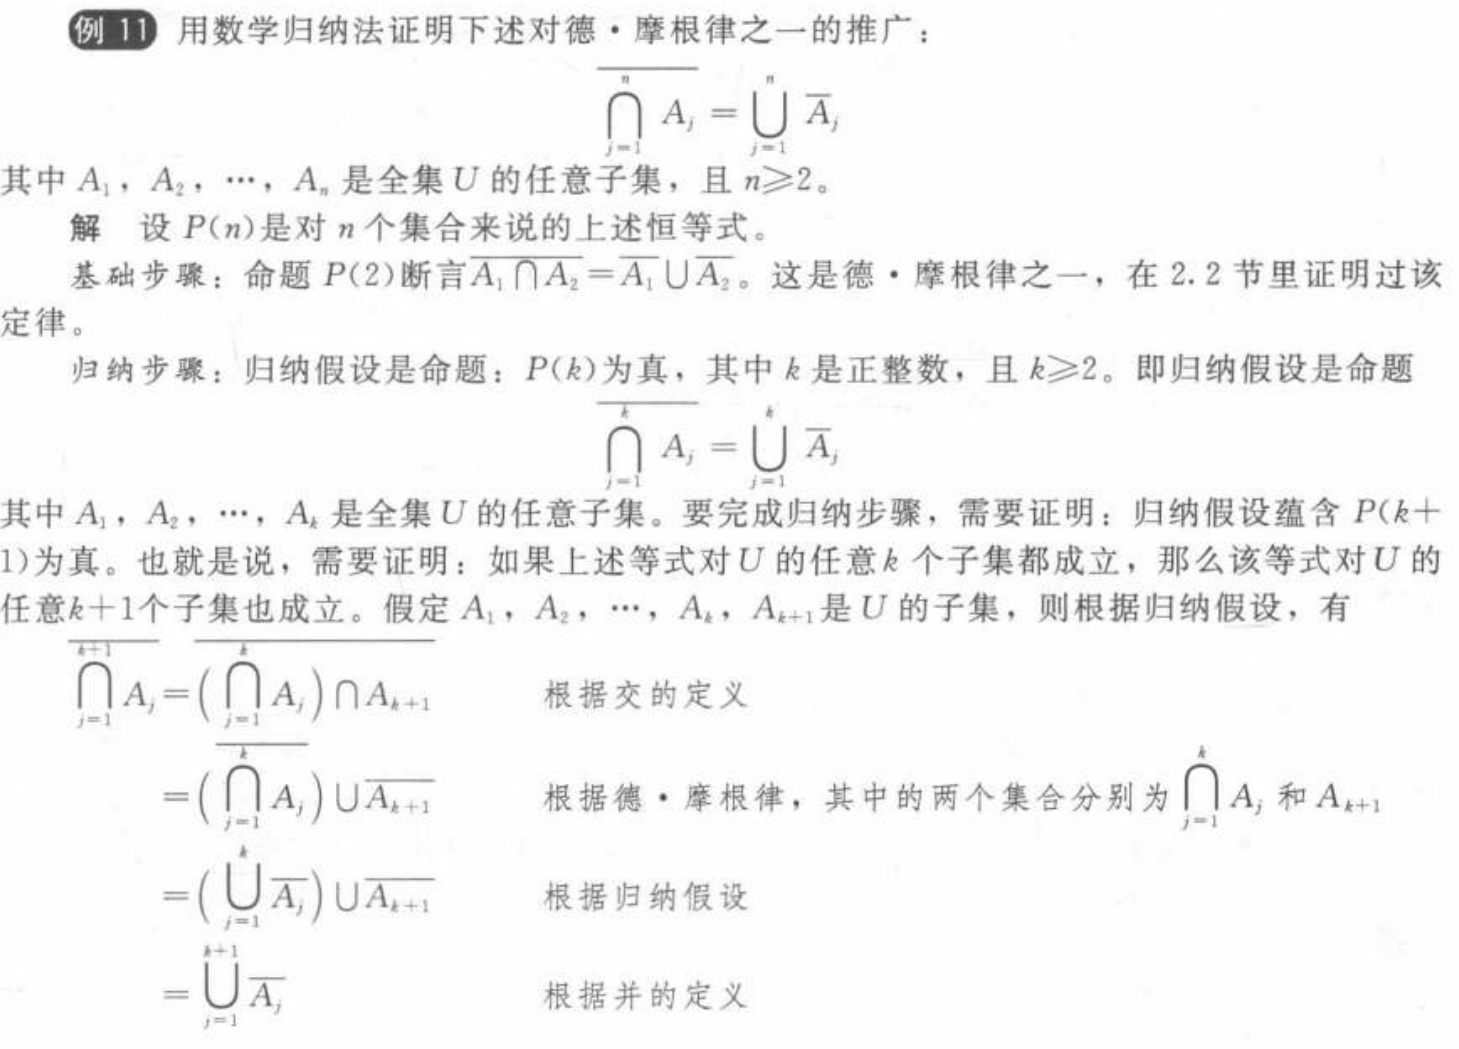 例 11 用数学归纳法证明下述对德·摩根律之一的推广：
$\overline{\bigcap_{j=1}^{n} A_j} = \bigcup_{j=1}^{n} \overline{A}_j$
其中 $A_1$，$A_2$，…，$A_n$ 是全集 U 的任意子集，且 n⩾2。
解 设 P(n)是对 n 个集合来说的上述恒等式。
基础步骤：命题 P(2)断言$\overline{A_1 \cap A_2} = \overline{A_1} \cup \overline{A_2}$。这是德·摩根律之一，在 2.2 节里证明过该
定律。
归纳步骤：归纳假设是命题：P(k)为真，其中 k 是正整数，且 k⩾2。即归纳假设是命题
$\overline{\bigcap_{j=1}^{k} A_j} = \bigcup_{j=1}^{k} \overline{A}_j$
其中 $A_1$，$A_2$，…，$A_k$ 是全集 U 的任意子集。要完成归纳步骤，需要证明：归纳假设蕴含 P(k+
1)为真。也就是说，需要证明：如果上述等式对 U 的任意 k 个子集都成立，那么该等式对 U 的
任意k+1个子集也成立。假定 $A_1$，$A_2$，…，$A_k$，$A_{k+1}$是 U 的子集，则根据归纳假设，有
$\overline{\bigcap_{j=1}^{k+1} A_j} = \overline{\left(\bigcap_{j=1}^{k} A_j\right) \cap A_{k+1}}$ 根据交的定义
$= \left(\overline{\bigcap_{j=1}^{k} A_j}\right) \cup \overline{A_{k+1}}$ 根据德·摩根律，其中的两个集合分别为 $\bigcap_{j=1}^{k} A_j$ 和 $A_{k+1}$
$= \left(\bigcup_{j=1}^{k} \overline{A_j}\right) \cup \overline{A_{k+1}}$ 根据归纳假设
$= \bigcup_{j=1}^{k+1} \overline{A_j}$ 根据并的定义